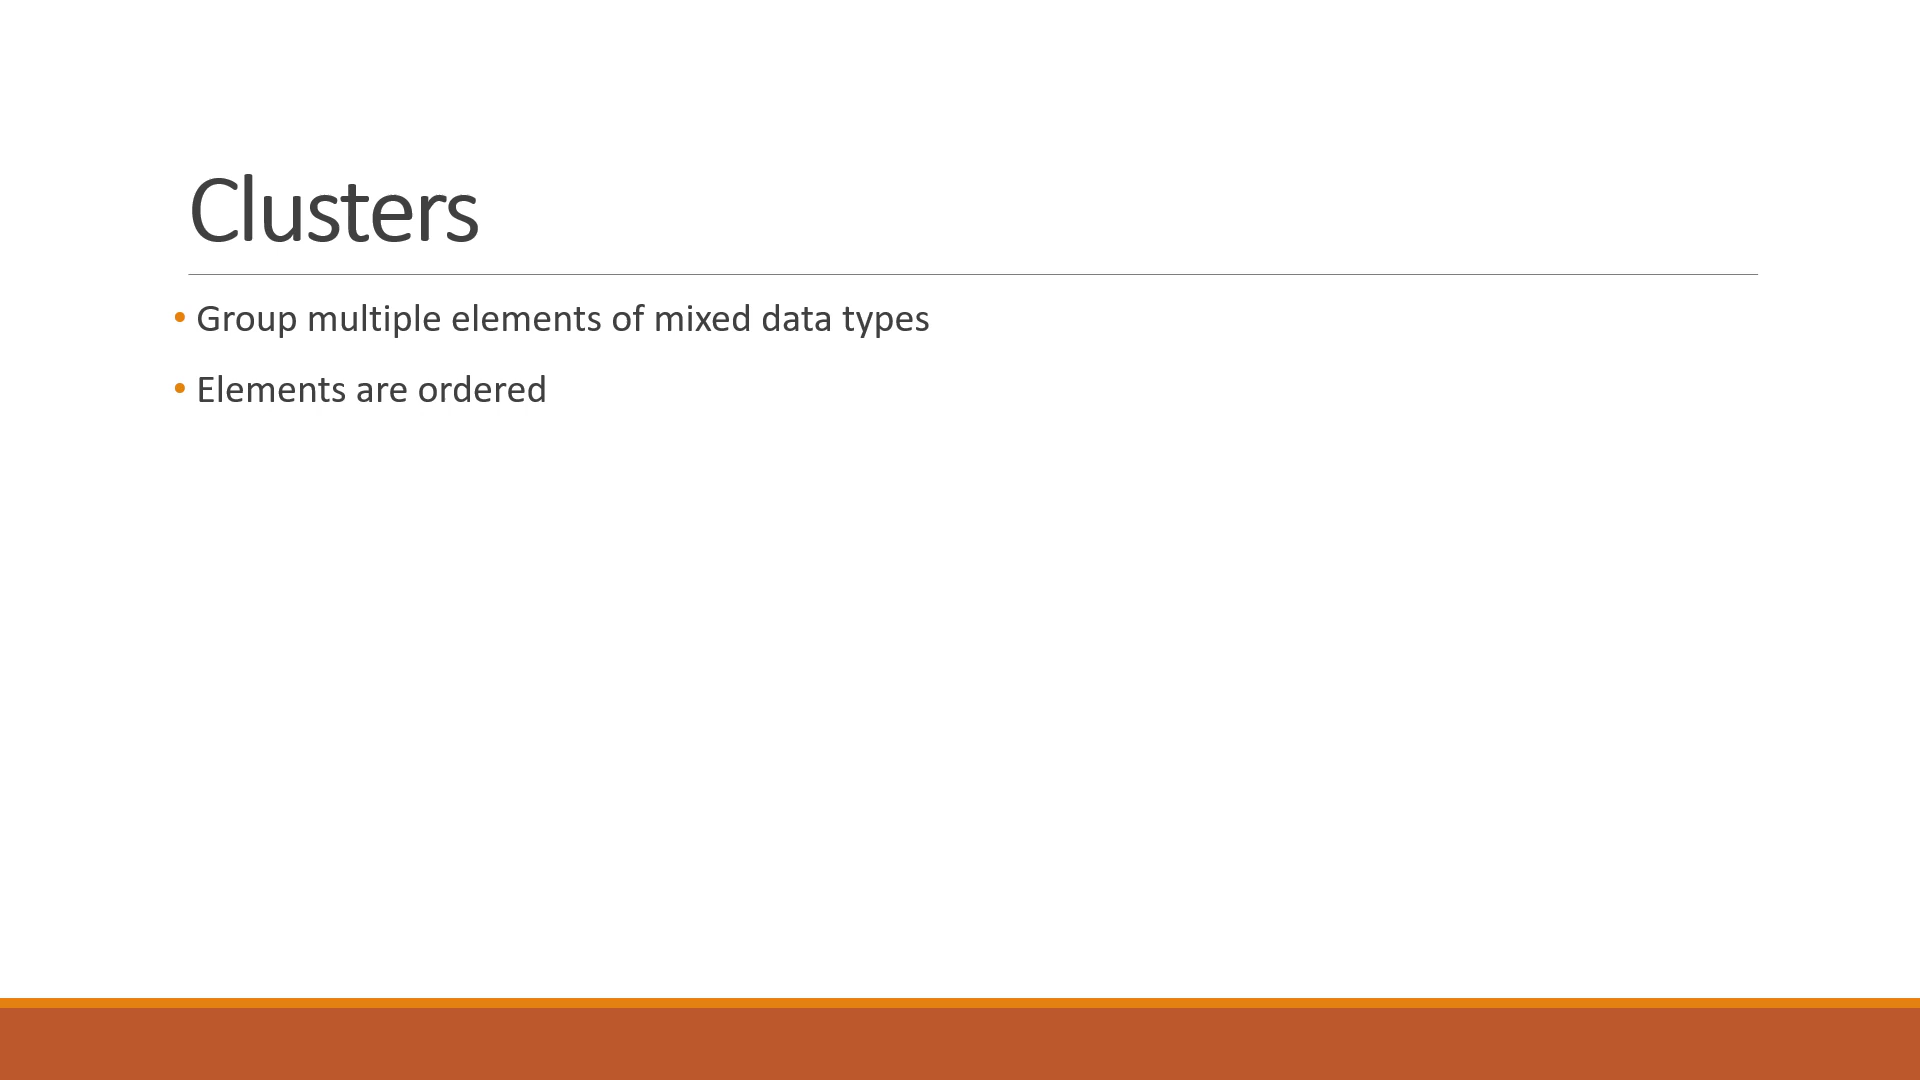 Clusters
• Group multiple elements of mixed data types
• Elements are ordered